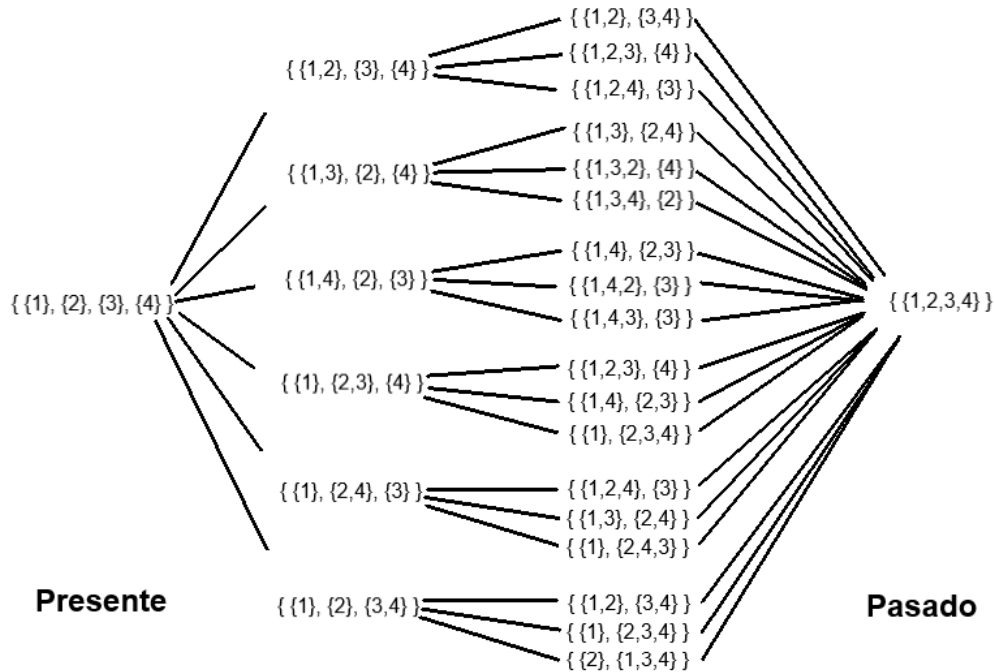 { {1}, {2}, {3}, {4} }
{ {1,2}, {3}, {4} }
{ {1,3}, {2}, {4} }
{ {1,4}, {2}, {3} }
{ {1}, {2,3}, {4} }
{ {1}, {2,4}, {3} }
{ {1}, {2}, {3,4} }
{ {1,2}, {3,4} }
{ {1,2,3}, {4} }
{ {1,2,4}, {3} }
{ {1,3}, {2,4} }
{ {1,3,2}, {4} }
{ {1,3,4}, {2} }
{ {1,4}, {2,3} }
{ {1,4,2}, {3} }
{ {1,4,3}, {3} }
{ {1,2,3}, {4} }
{ {1,4}, {2,3} }
{ {1}, {2,3,4} }
{ {1,2,4}, {3} }
{ {1,3}, {2,4} }
{ {1}, {2,4,3} }
{ {1,2}, {3,4} }
{ {1}, {2,3,4} }
{ {2}, {1,3,4} }
{ {1,2,3,4} }
Presente
Pasado